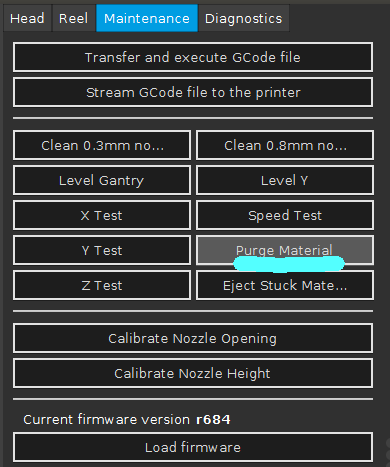 Head Reel Maintenance Diagnostics
Transfer and execute GCode file
Stream GCode file to the printer
Clean 0.3mm no... Clean 0.8mm no...
Level Gantry Level Y
X Test Speed Test
Y Test Purge Material
Z Test Eject Stuck Mate...
Calibrate Nozzle Opening
Calibrate Nozzle Height
Current firmware version r684
Load firmware